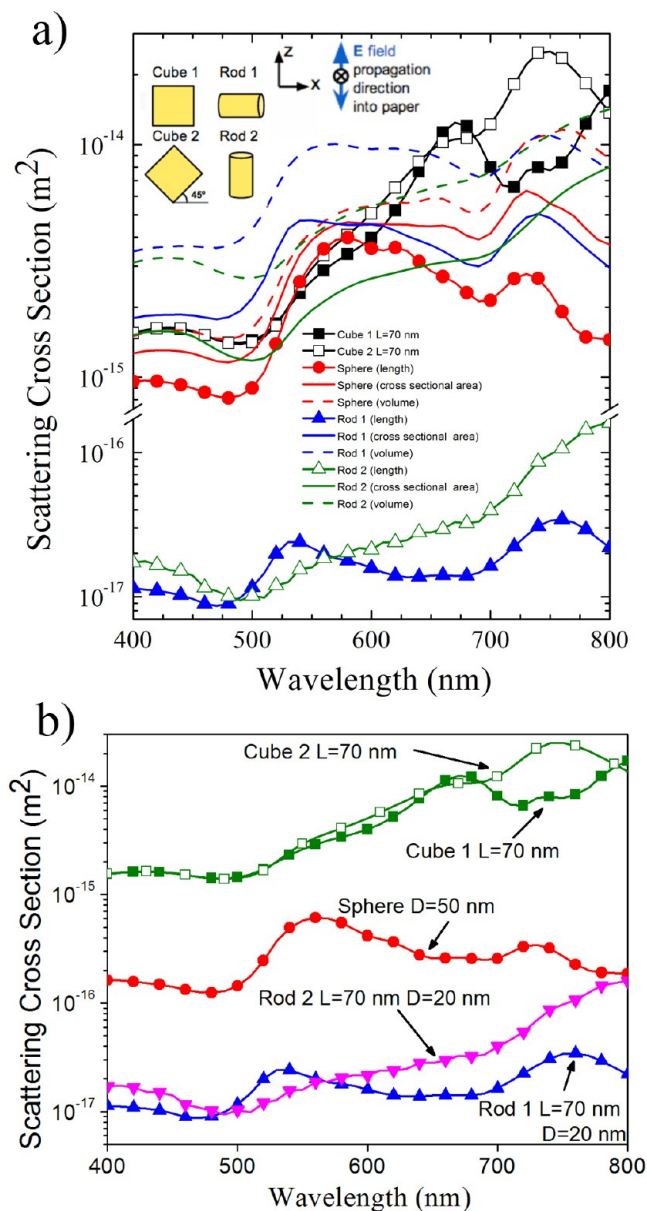 a)
Scattering Cross Section (m²)
10⁻¹⁴
10⁻¹⁵
10⁻¹⁶
10⁻¹⁷
Cube 1
Rod 1
Cube 2
Rod 2
45°
Z
X
E field
propagation
direction
into paper
Cube 1 L=70 nm
Cube 2 L=70 nm
Sphere (length)
Sphere (cross sectional area)
Sphere (volume)
Rod 1 (length)
Rod 1 (cross sectional area)
Rod 1 (volume)
Rod 2 (length)
Rod 2 (cross sectional area)
Rod 2 (volume)
400 500 600 700 800
Wavelength (nm)
b)
Scattering Cross Section (m²)
10⁻¹⁴
10⁻¹⁵
10⁻¹⁶
10⁻¹⁷
Cube 2 L=70 nm
Cube 1 L=70 nm
Sphere D=50 nm
Rod 2 L=70 nm D=20 nm
Rod 1 L=70 nm
D=20 nm
400 500 600 700 800
Wavelength (nm)